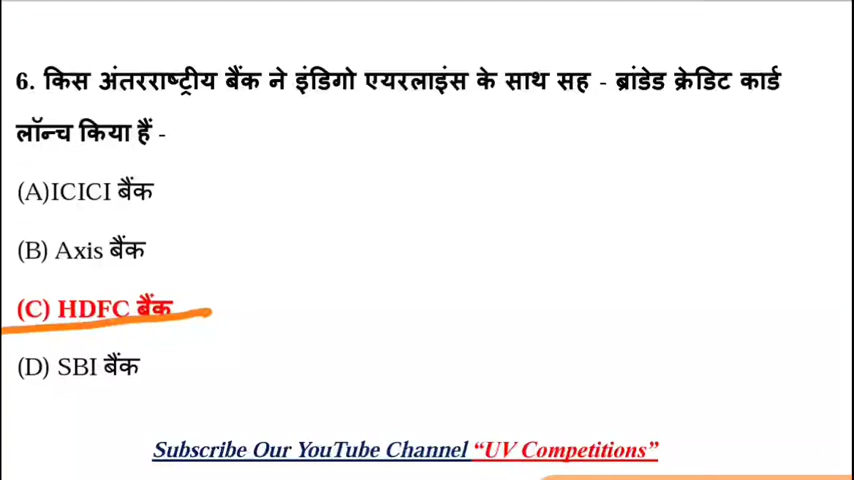 6. किस अंतरराष्ट्रीय बैंक ने इंडिगो एयरलाइंस के साथ सह - ब्रांडेड क्रेडिट कार्ड
लॉन्च किया हैं -
(A)ICICI बैंक
(B) Axis बैंक
(C) HDFC बैंक
(D) SBI बैंक
Subscribe Our YouTube Channel “UV Competitions”